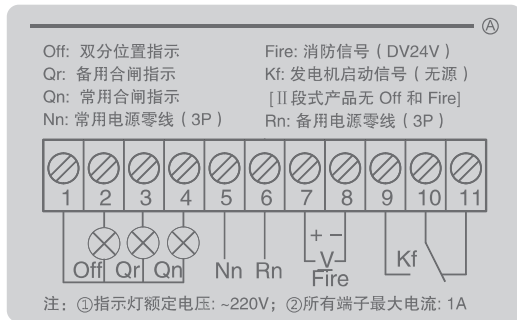 Ⓐ
Off: 双分位置指示
Fire: 消防信号（DV24V）
Qr: 备用合闸指示
Kf: 发电机启动信号（无源）
Qn: 常用合闸指示
[Ⅱ段式产品无 Off 和 Fire]
Nn: 常用电源零线（3P）
Rn: 备用电源零线（3P）
1 2 3 4 5 6 7 8 9 10 11
+ −
Off Qr Qn Nn Rn V Kf
Fire
注：①指示灯额定电压: ~220V；②所有端子最大电流: 1A